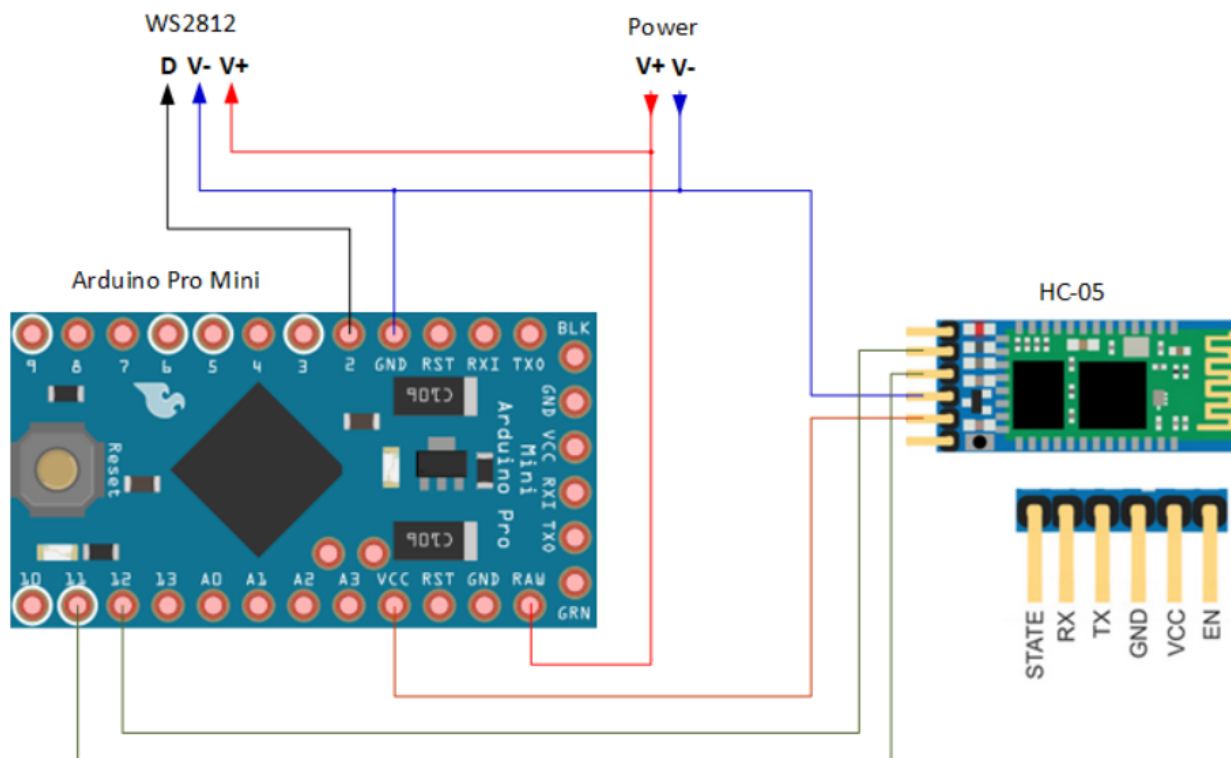 WS2812
Power
D V- V+
V+ V-
Arduino Pro Mini
HC-05
9 8 7 6 5 4 3 2 GND RST RXI TXO
BLK
GND
VCC
RXI
TXO
GRN
Reset
Arduino Pro
Mini
10 11 12 13 A0 A1 A2 A3 VCC RST GND RAW
STATE
RX
TX
GND
VCC
EN